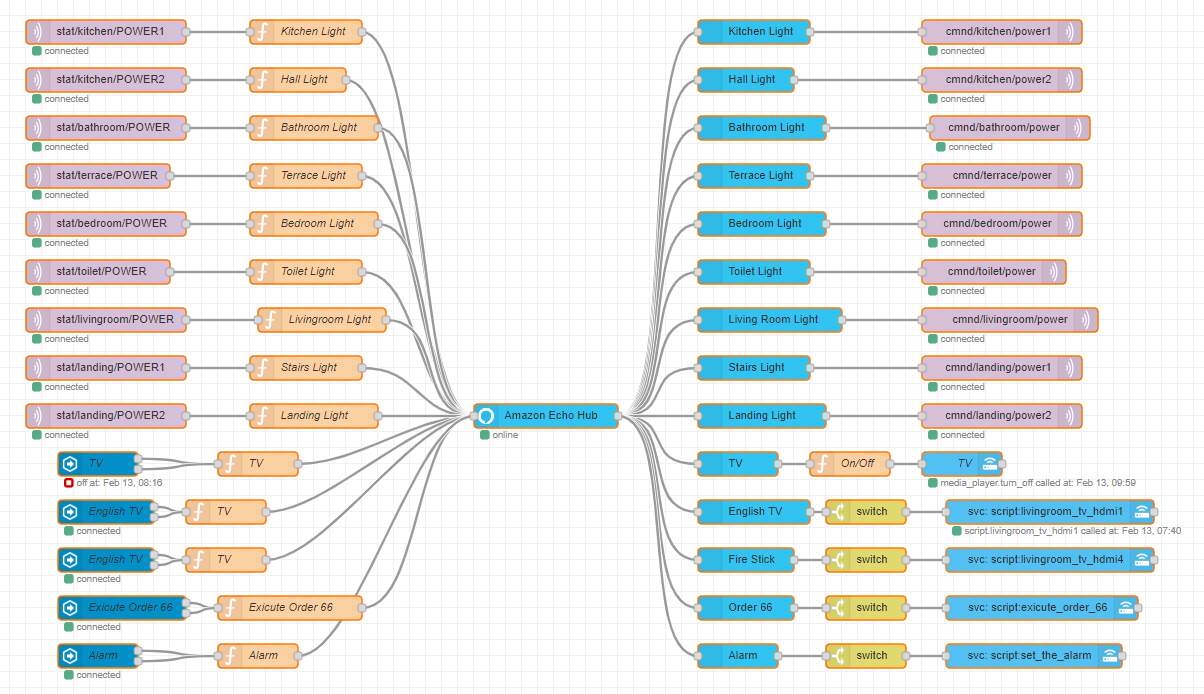 stat/kitchen/POWER1 Kitchen Light Kitchen Light cmnd/kitchen/power1
connected connected
stat/kitchen/POWER2 Hall Light Hall Light cmnd/kitchen/power2
connected connected
stat/bathroom/POWER Bathroom Light Bathroom Light cmnd/bathroom/power
connected connected
stat/terrace/POWER Terrace Light Terrace Light cmnd/terrace/power
connected connected
stat/bedroom/POWER Bedroom Light Bedroom Light cmnd/bedroom/power
connected connected
stat/toilet/POWER Toilet Light Toilet Light cmnd/toilet/power
connected connected
stat/livingroom/POWER Livingroom Light Living Room Light cmnd/livingroom/power
connected connected
stat/landing/POWER1 Stairs Light Stairs Light cmnd/landing/power1
connected connected
stat/landing/POWER2 Landing Light Amazon Echo Hub Landing Light cmnd/landing/power2
connected online connected
TV TV TV On/Off TV
off at: Feb 13, 08:16 media_player.turn_off called at: Feb 13, 09:59
English TV TV English TV switch svc: script:livingroom_tv_hdmi1
connected script.livingroom_tv_hdmi1 called at: Feb 13, 07:40
English TV TV Fire Stick switch svc: script:livingroom_tv_hdmi4
connected
Exicute Order 66 Exicute Order 66 Order 66 switch svc: script:exicute_order_66
connected
Alarm Alarm Alarm switch svc: script:set_the_alarm
connected